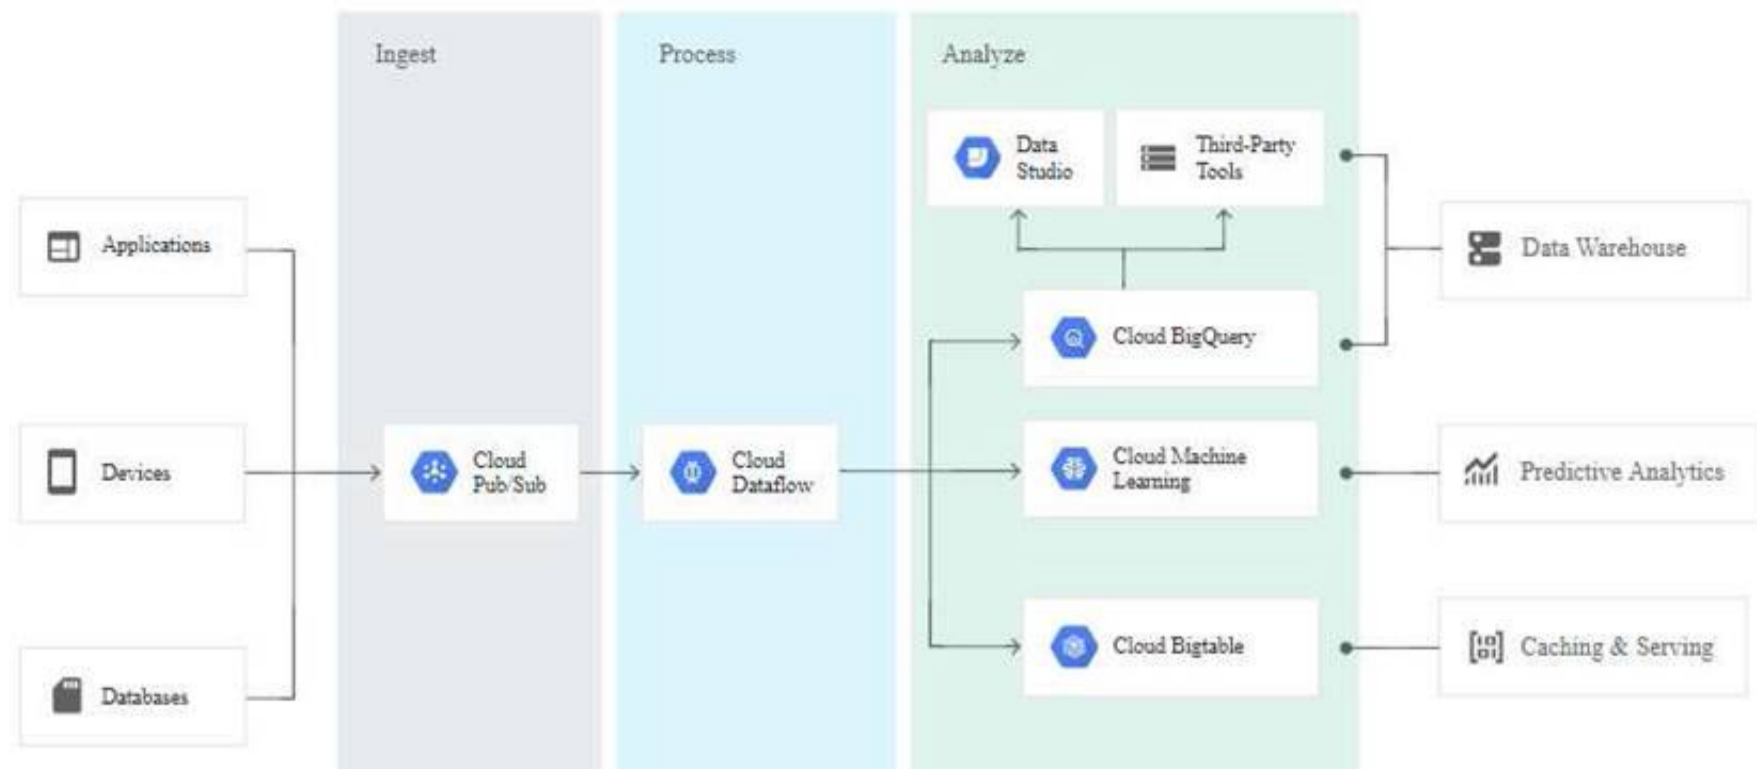 Ingest
Process
Analyze
Data
Studio
Third-Party
Tools
Applications
Data Warehouse
Cloud BigQuery
Devices
Cloud
Pub/Sub
Cloud
Dataflow
Cloud Machine
Learning
Predictive Analytics
Databases
Cloud Bigtable
Caching & Serving